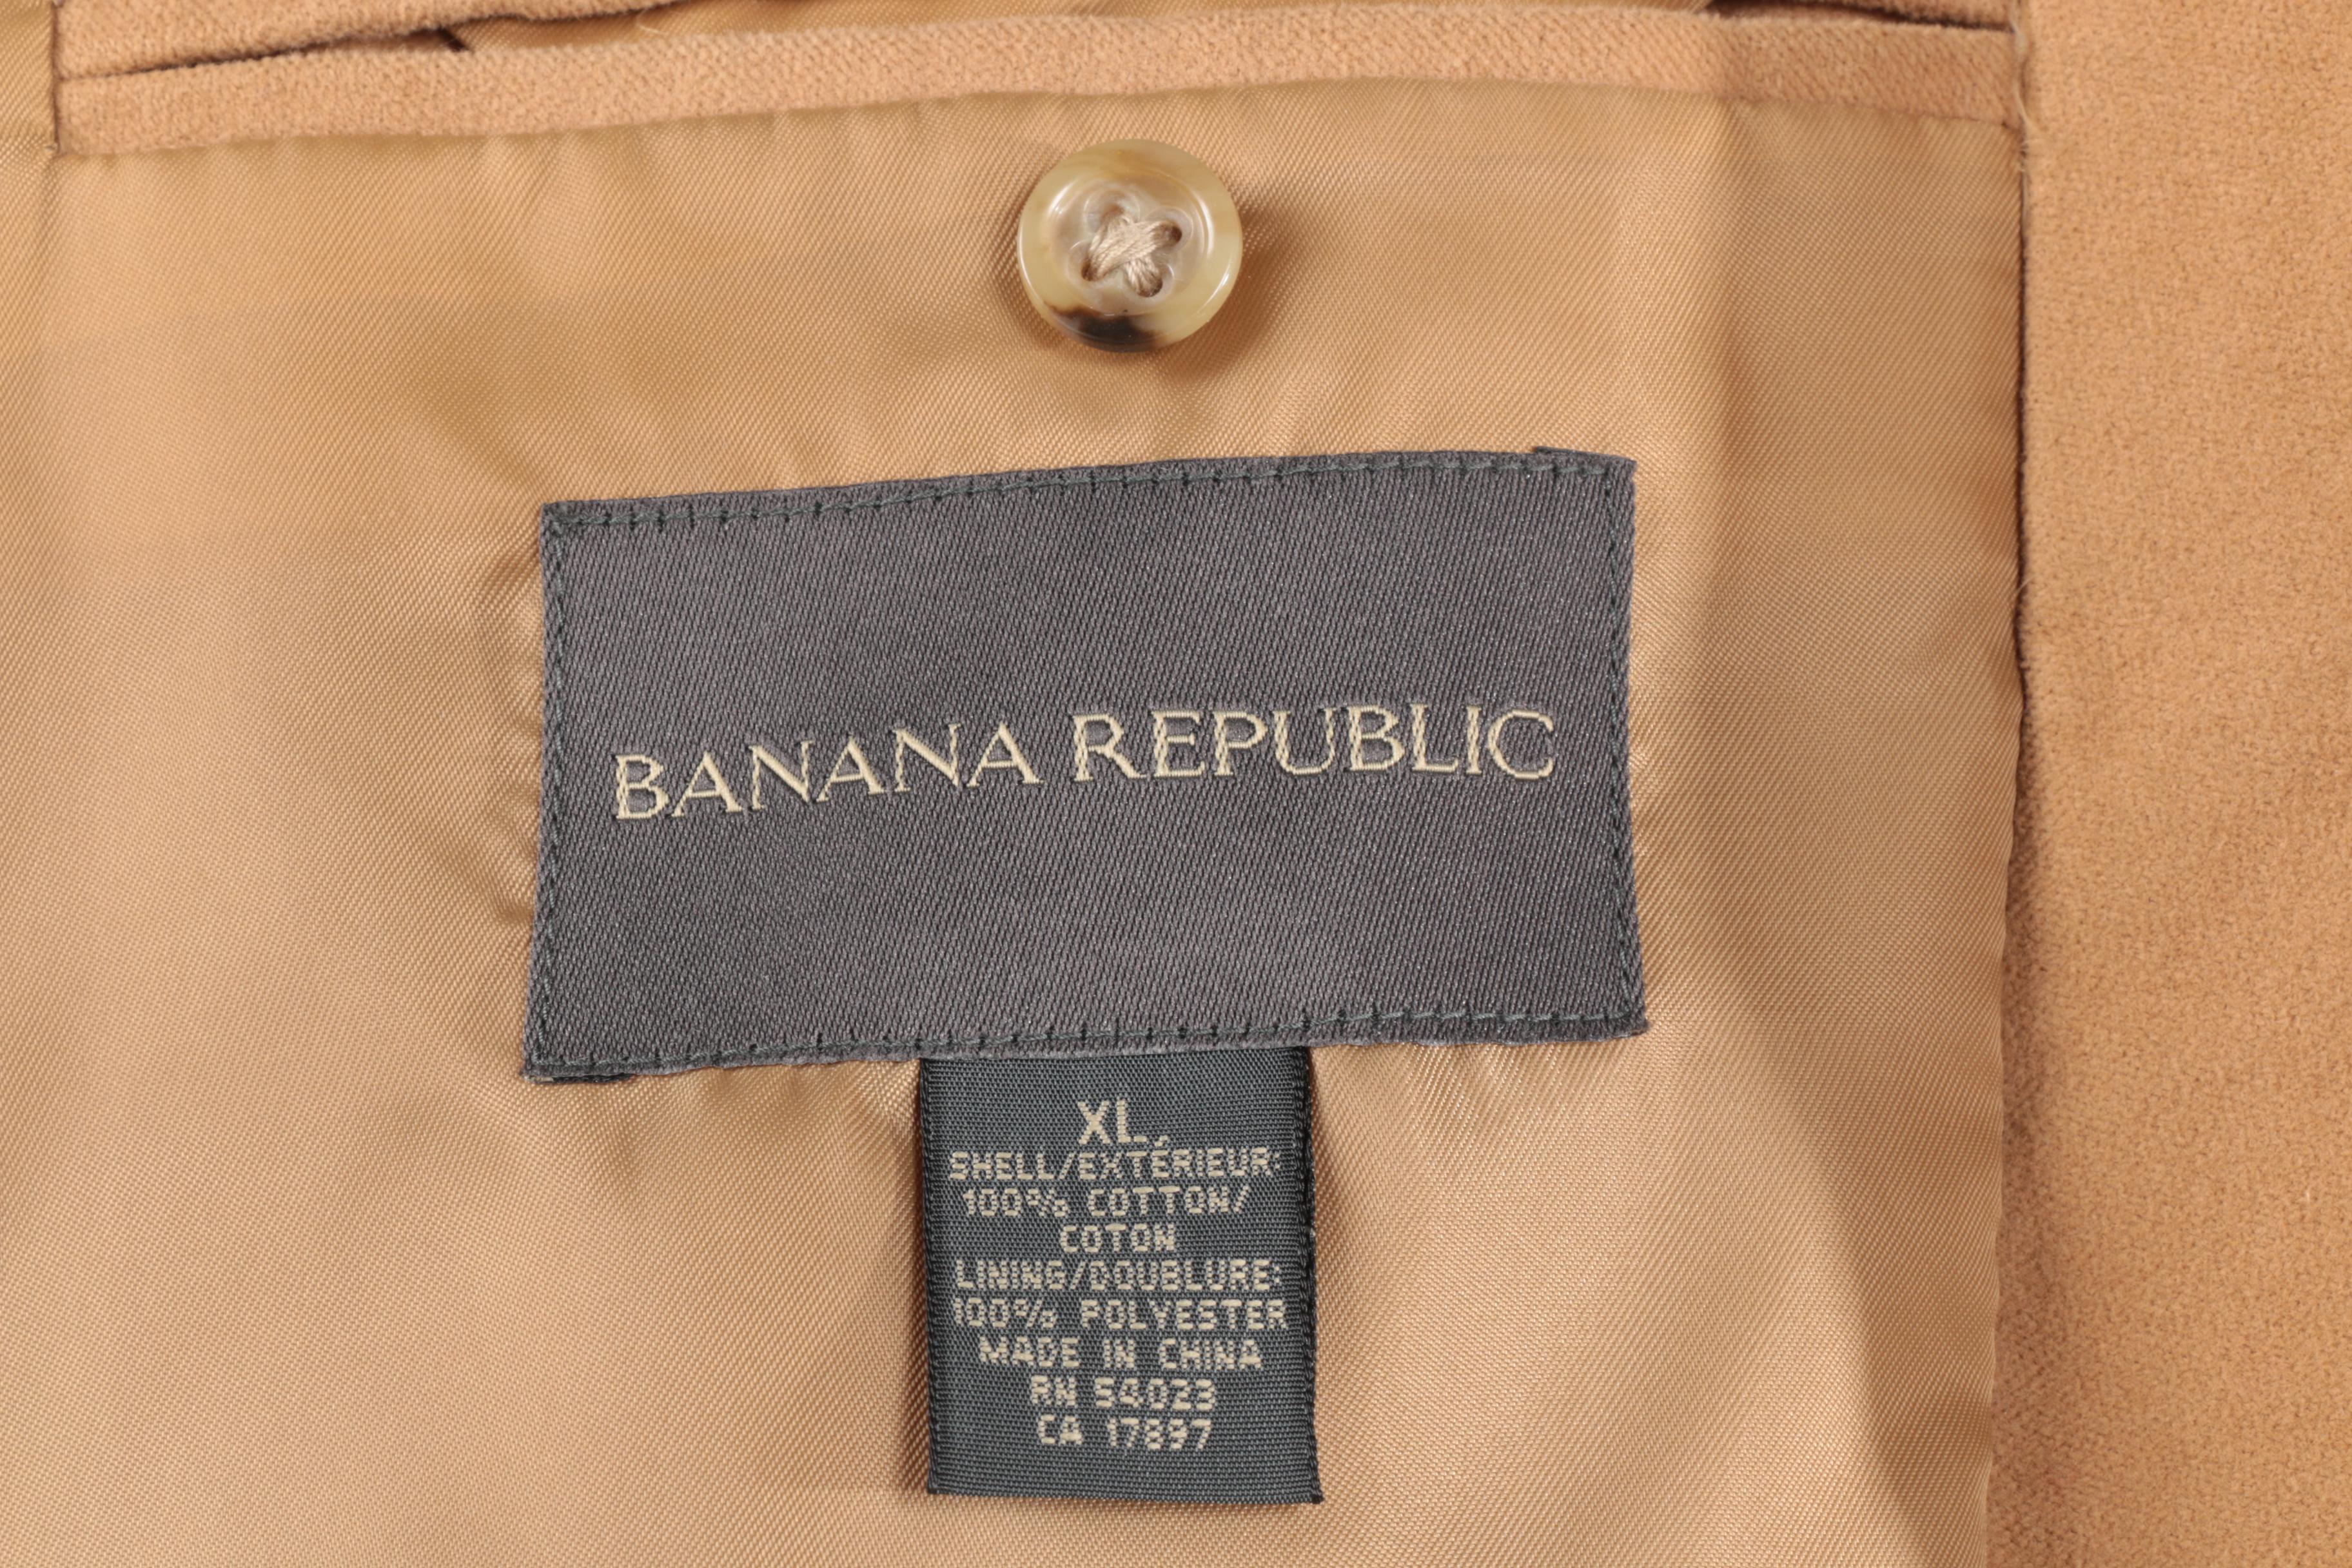 BANANA REPUBLIC
XL
SHELL/EXTÉRIEUR:
100% COTTON/
COTON
LINING/DOUBLURE:
100% POLYESTER
MADE IN CHINA
RN 54023
CA 17897